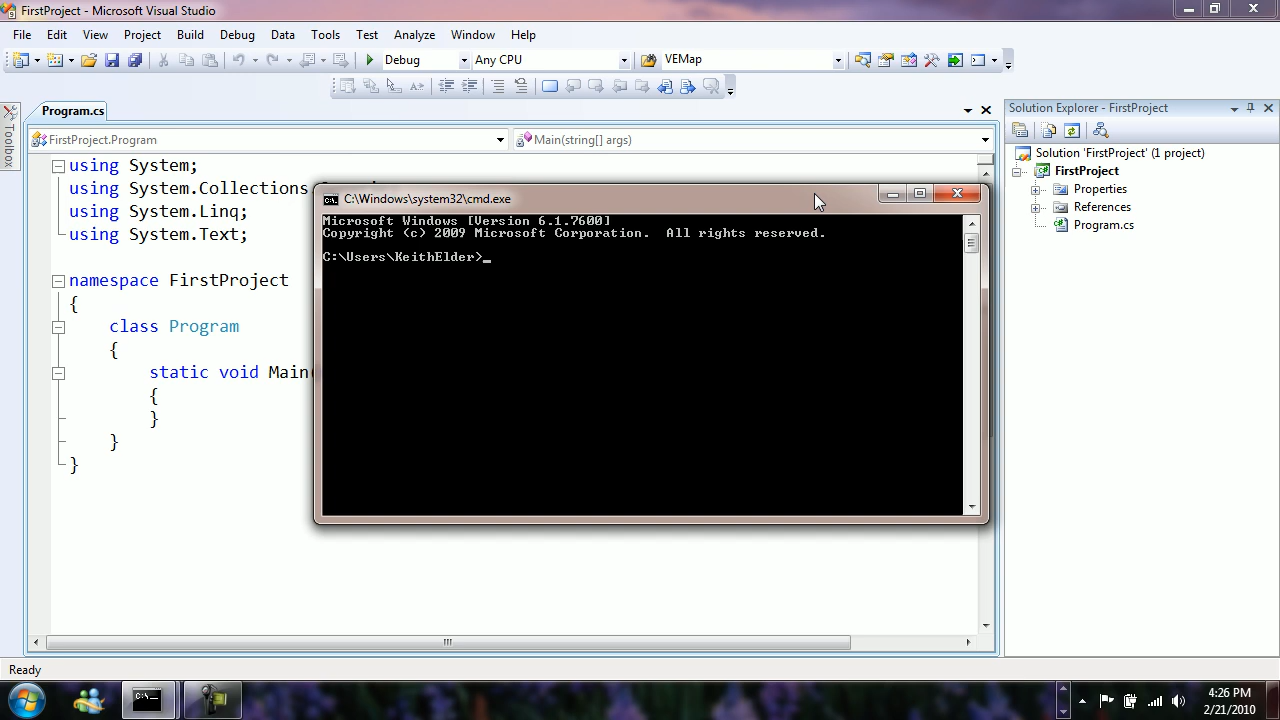 FirstProject - Microsoft Visual Studio
File Edit View Project Build Debug Data Tools Test Analyze Window Help
Debug Any CPU VEMap
Toolbox
Program.cs
FirstProject.Program Main(string[] args)
using System;
using System.Collections
using System.Linq;
using System.Text;
namespace FirstProject
{
class Program
{
static void Main(
{
}
}
}
C:\Windows\system32\cmd.exe
Microsoft Windows [Version 6.1.7600]
Copyright (c) 2009 Microsoft Corporation. All rights reserved.
C:\Users\KeithElder>_
Solution Explorer - FirstProject
Solution 'FirstProject' (1 project)
FirstProject
Properties
References
Program.cs
Ready
4:26 PM
2/21/2010